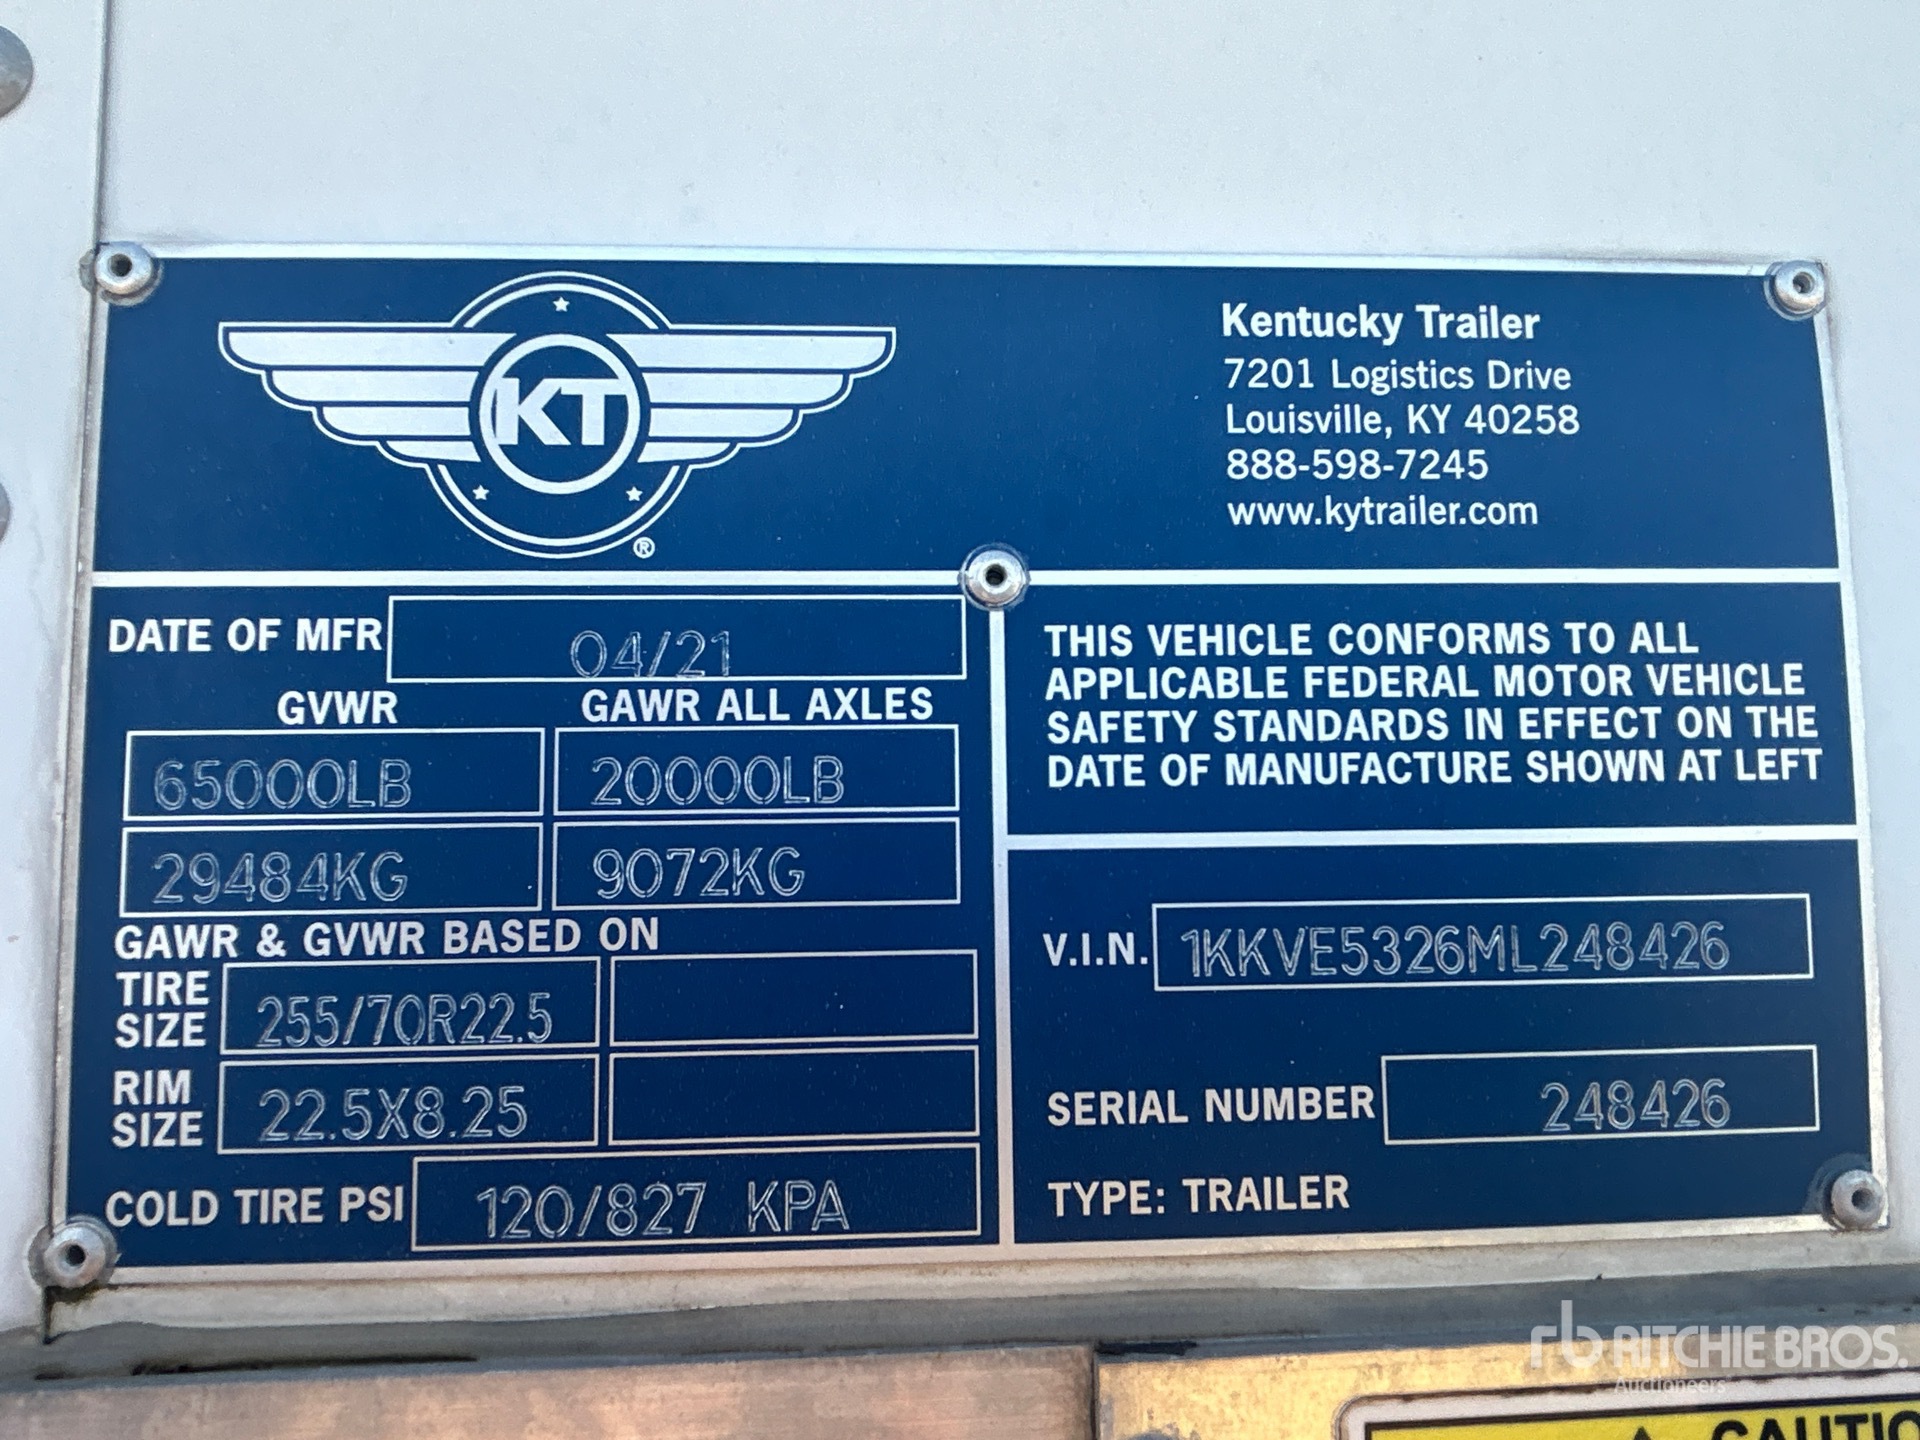 KT
®
Kentucky Trailer
7201 Logistics Drive
Louisville, KY 40258
888-598-7245
www.kytrailer.com
DATE OF MFR 04/21
GVWR GAWR ALL AXLES
65000LB 20000LB
29484KG 9072KG
GAWR & GVWR BASED ON
TIRE SIZE 255/70R22.5
RIM SIZE 22.5X8.25
COLD TIRE PSI 120/827 KPA
THIS VEHICLE CONFORMS TO ALL
APPLICABLE FEDERAL MOTOR VEHICLE
SAFETY STANDARDS IN EFFECT ON THE
DATE OF MANUFACTURE SHOWN AT LEFT
V.I.N. 1KKVE5326ML248426
SERIAL NUMBER 248426
TYPE: TRAILER
rb RITCHIE BROS.
Auctioneers